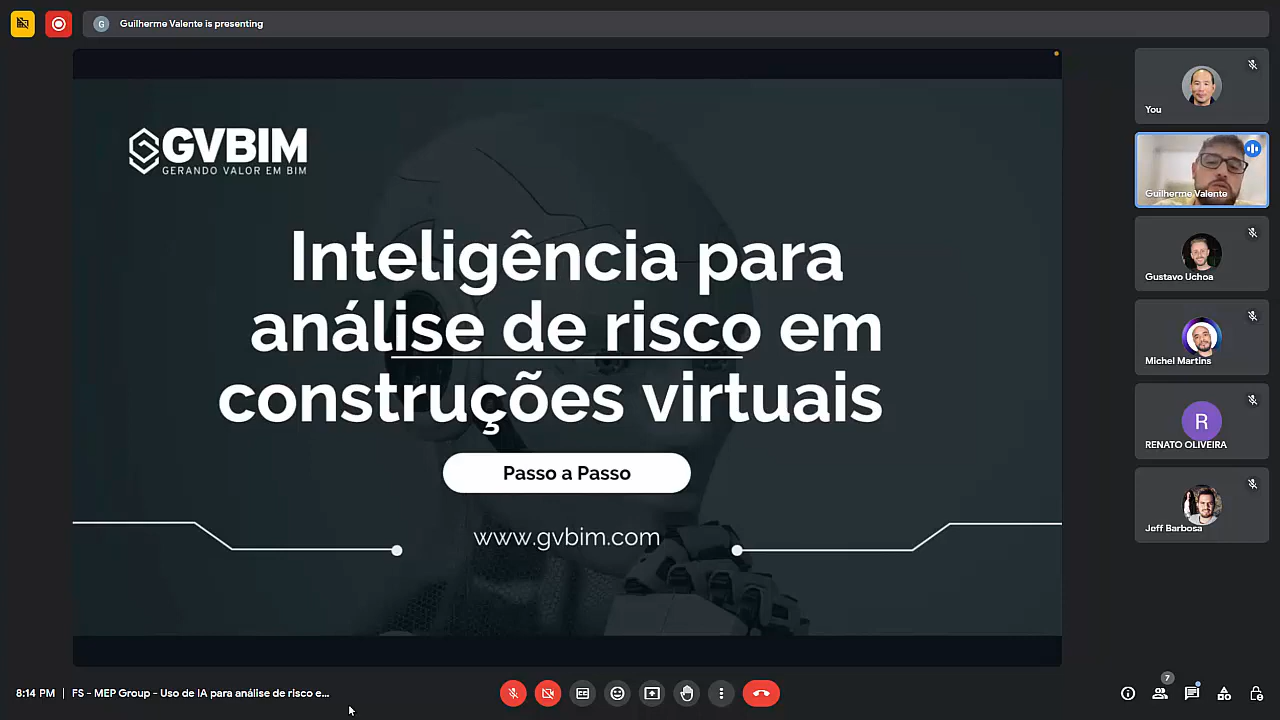 Guilherme Valente is presenting
G
GVBIM
GERANDO VALOR EM BIM
Inteligência para
análise de risco em
construções virtuais
Passo a Passo
www.gvbim.com
You
Guilherme Valente
Gustavo Uchoa
Michel Martins
R
RENATO OLIVEIRA
Jeff Barbosa
8:14 PM | FS - MEP Group - Uso de IA para análise de risco e...
7